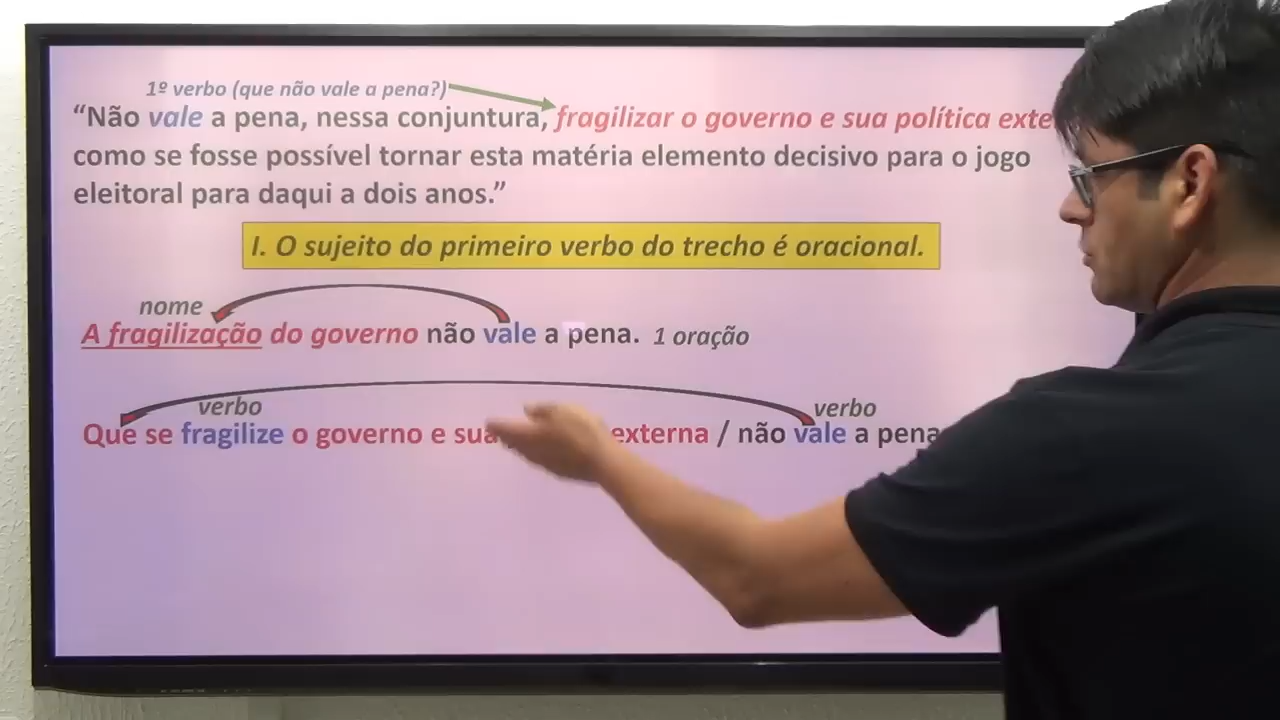 1º verbo (que não vale a pena?)
“Não vale a pena, nessa conjuntura, fragilizar o governo e sua política
como se fosse possível tornar esta matéria elemento decisivo para o jogo
eleitoral para daqui a dois anos.”
I. O sujeito do primeiro verbo do trecho é oracional.
nome
A fragilização do governo não vale a pena. 1 oração
verbo verbo
Que se fragilize o governo e sua externa / não vale a pena